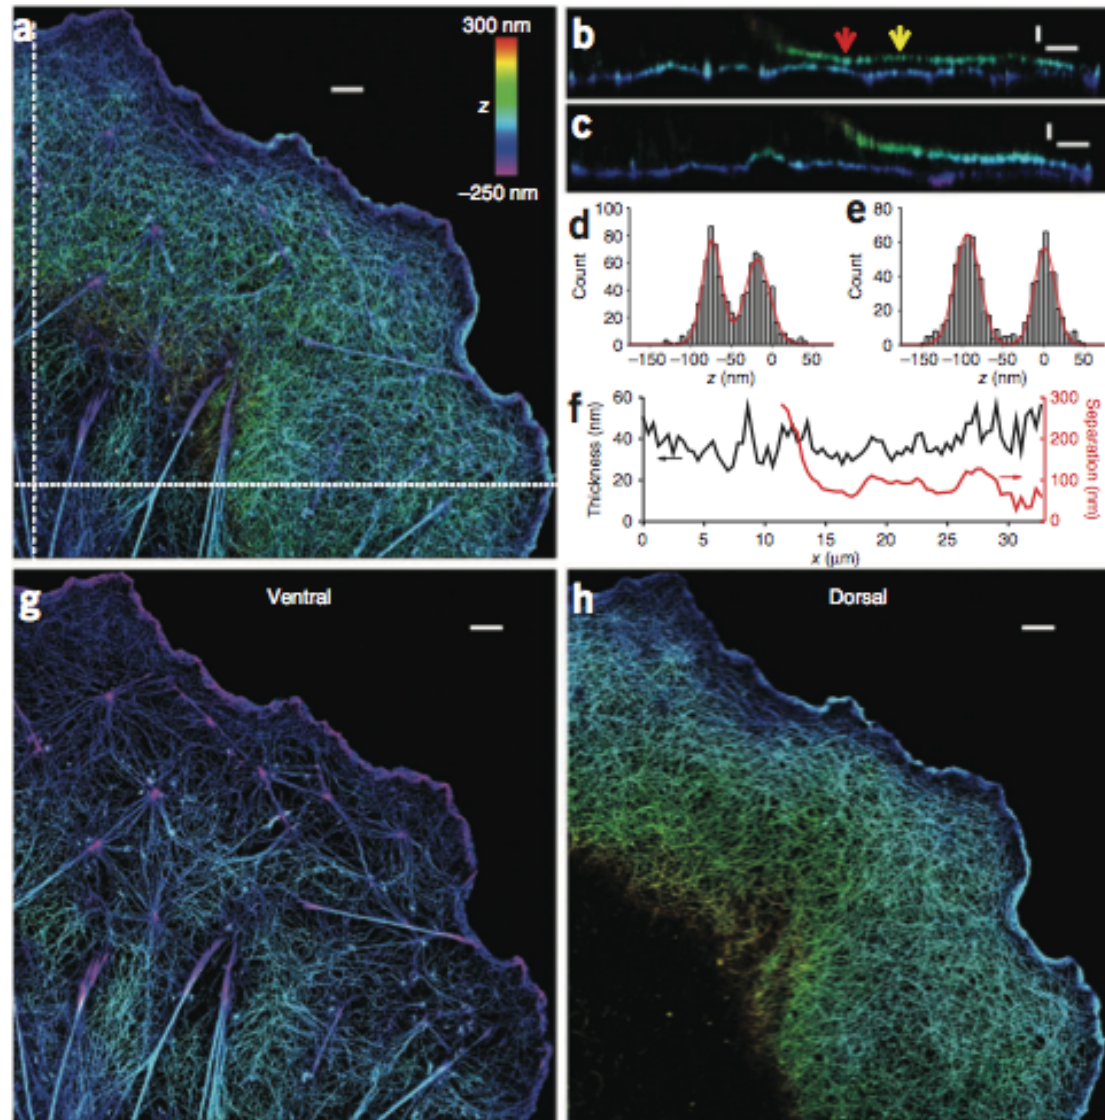 a
300 nm
z
−250 nm
b
c
d
100
80
60
40
20
0
Count
−150 −100 −50 0 50
z (nm)
e
80
60
40
20
0
Count
−150 −100 −50 0 50
z (nm)
f
60
40
20
0
Thickness (nm)
300
200
100
0
Separation (nm)
0 5 10 15 20 25 30
x (μm)
g
Ventral
h
Dorsal